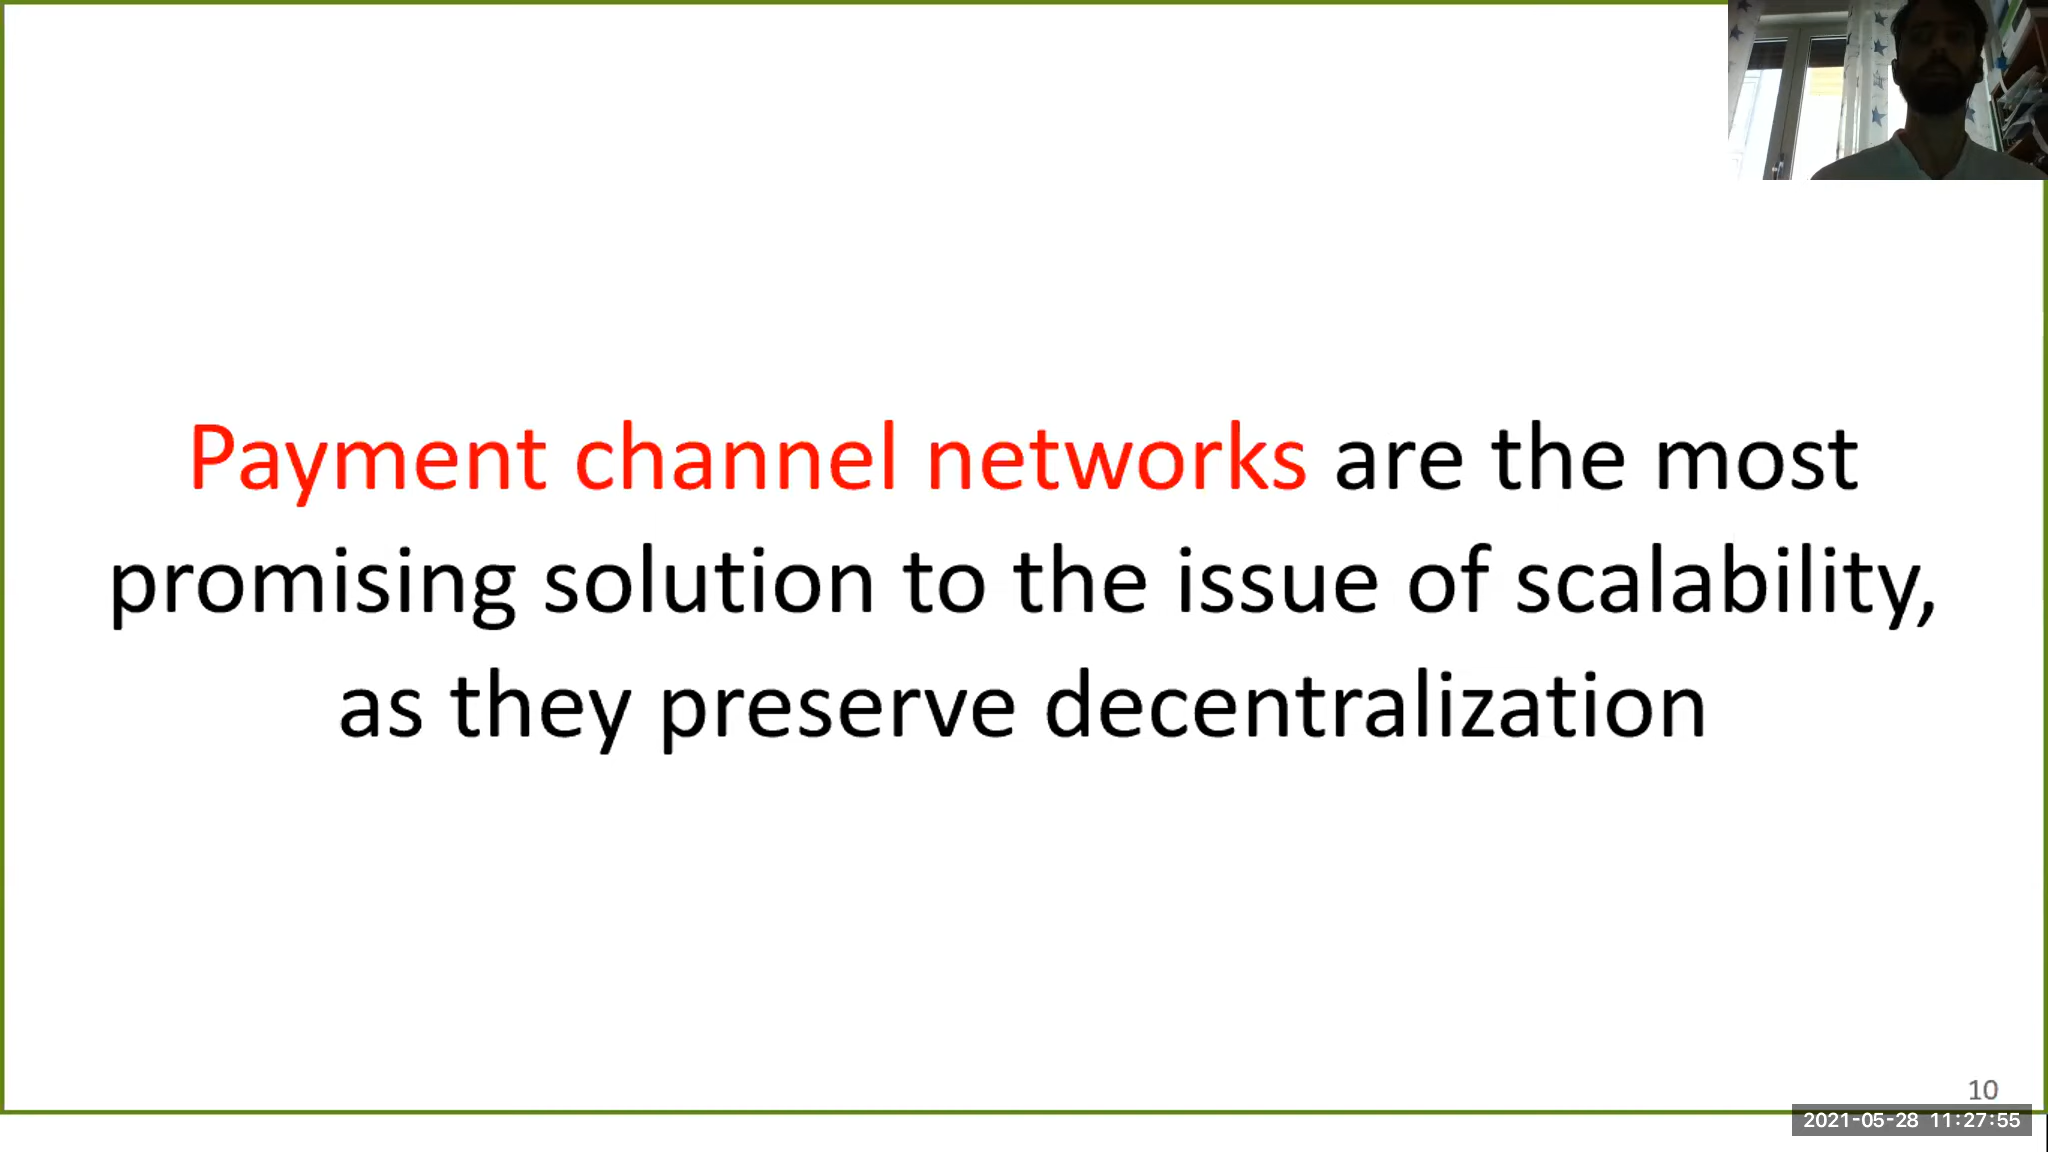 Payment channel networks are the most
promising solution to the issue of scalability,
as they preserve decentralization
10
2021-05-28 11:27:55